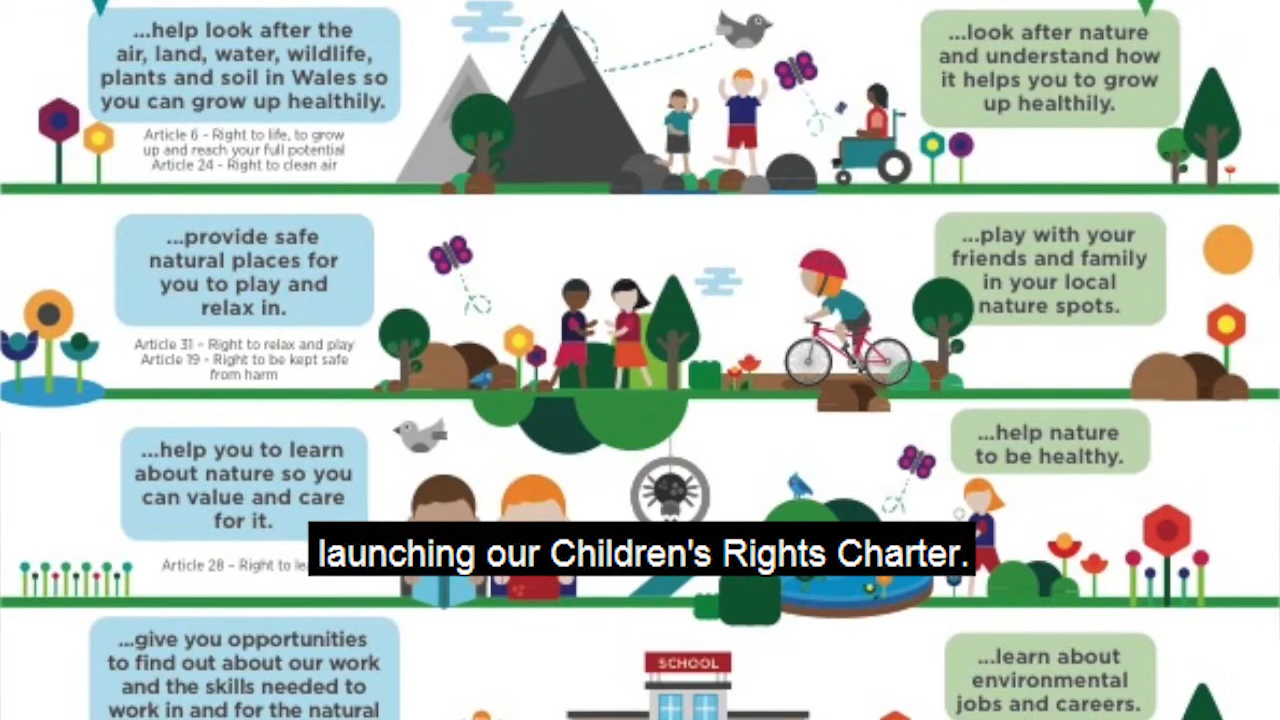 ...help look after the
air, land, water, wildlife,
plants and soil in Wales so
you can grow up healthily.
Article 6 - Right to life, to grow
up and reach your full potential
Article 24 - Right to clean air
...look after nature
and understand how
it helps you to grow
up healthily.
...provide safe
natural places for
you to play and
relax in.
Article 31 - Right to relax and play
Article 19 - Right to be kept safe
from harm
...play with your
friends and family
in your local
nature spots.
...help you to learn
about nature so you
can value and care
for it.
Article 28 - Right to
...help nature
to be healthy.
launching our Children's Rights Charter.
...give you opportunities
to find out about our work
and the skills needed to
work in and for the natural
SCHOOL
...learn about
environmental
jobs and careers.